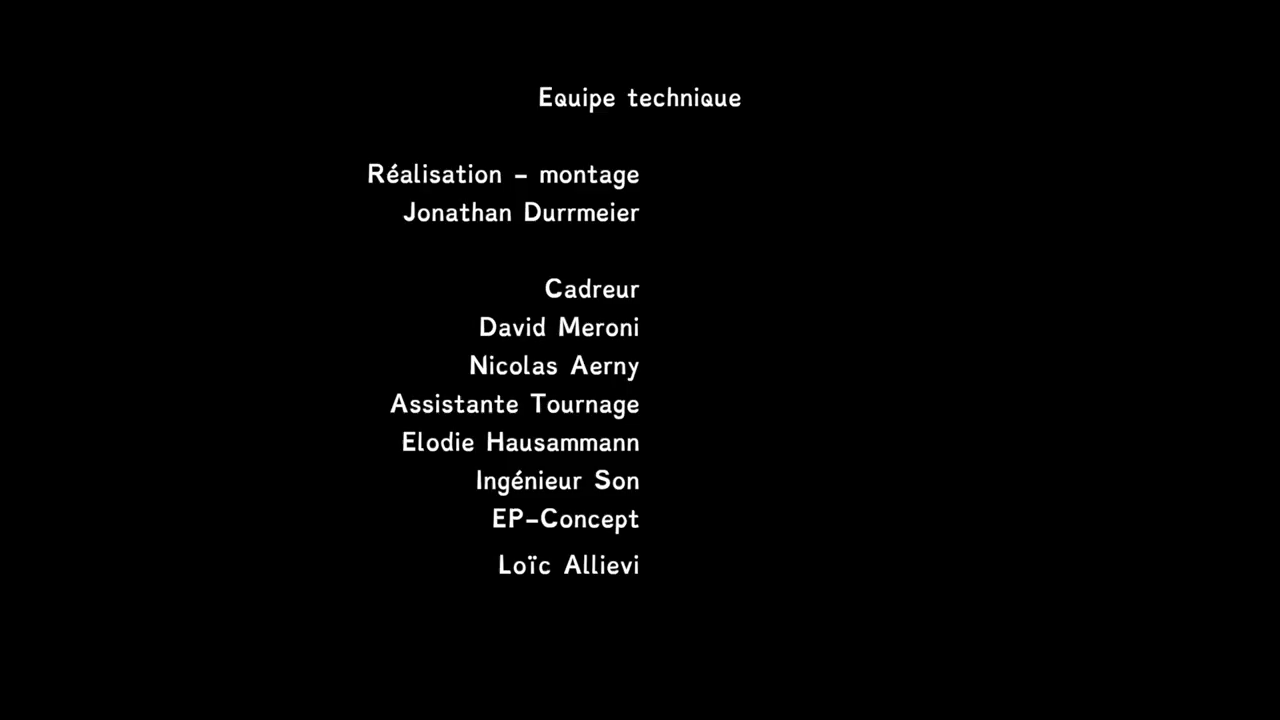 Equipe technique
Réalisation - montage
Jonathan Durrmeier
Cadreur
David Meroni
Nicolas Aerny
Assistante Tournage
Elodie Hausammann
Ingénieur Son
EP-Concept
Loïc Allievi